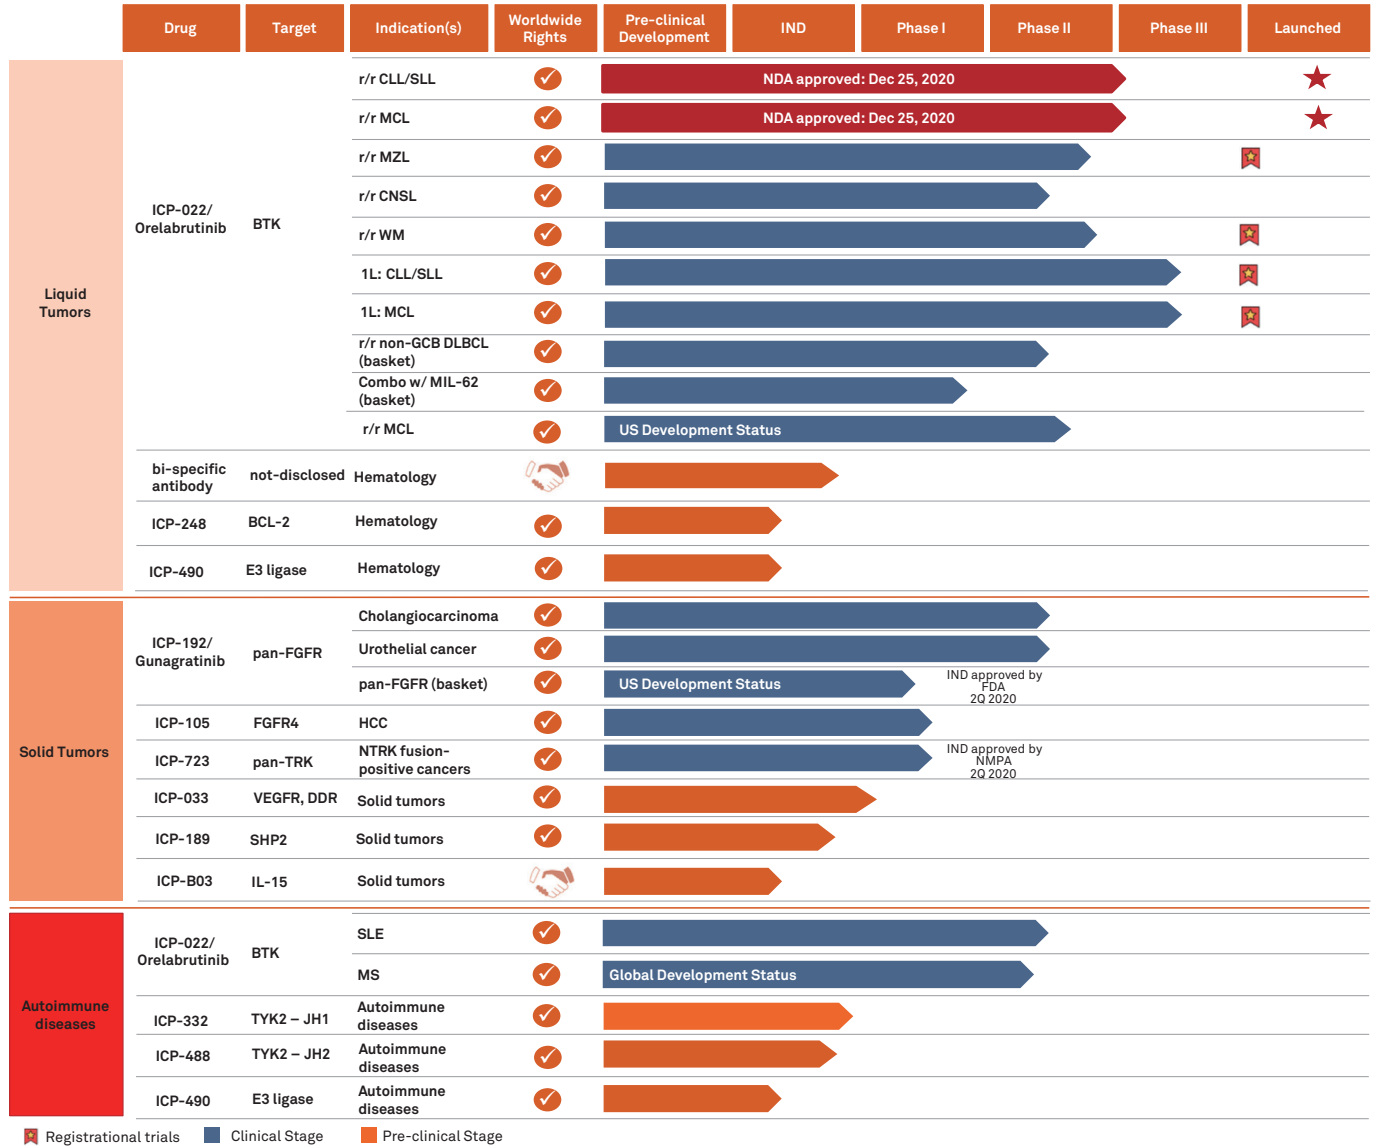 Drug
Target
Indication(s)
Worldwide
Rights
Pre-clinical
Development
IND
Phase I
Phase II
Phase III
Launched
Liquid
Tumors
ICP-022/
Orelabrutinib
BTK
r/r CLL/SLL
NDA approved: Dec 25, 2020
r/r MCL
NDA approved: Dec 25, 2020
r/r MZL
r/r CNSL
r/r WM
1L: CLL/SLL
1L: MCL
r/r non-GCB DLBCL
(basket)
Combo w/ MIL-62
(basket)
r/r MCL
US Development Status
bi-specific
antibody
not-disclosed
Hematology
ICP-248
BCL-2
Hematology
ICP-490
E3 ligase
Hematology
Solid Tumors
ICP-192/
Gunagratinib
pan-FGFR
Cholangiocarcinoma
Urothelial cancer
pan-FGFR (basket)
US Development Status
IND approved by
FDA
2Q 2020
ICP-105
FGFR4
HCC
ICP-723
pan-TRK
NTRK fusion-
positive cancers
IND approved by
NMPA
2Q 2020
ICP-033
VEGFR, DDR
Solid tumors
ICP-189
SHP2
Solid tumors
ICP-B03
IL-15
Solid tumors
Autoimmune
diseases
ICP-022/
Orelabrutinib
BTK
SLE
MS
Global Development Status
ICP-332
TYK2 – JH1
Autoimmune
diseases
ICP-488
TYK2 – JH2
Autoimmune
diseases
ICP-490
E3 ligase
Autoimmune
diseases
Registrational trials
Clinical Stage
Pre-clinical Stage